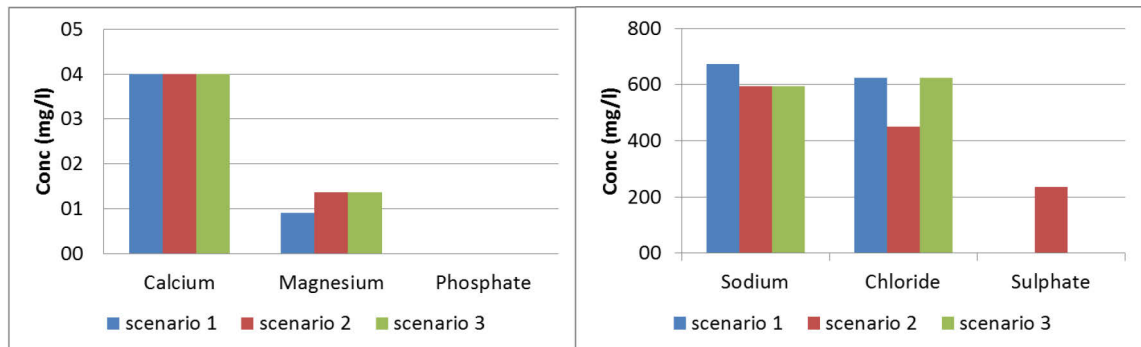 05
04
03
02
01
00
Conc (mg/l)
Calcium Magnesium Phosphate
scenario 1 scenario 2 scenario 3
800
600
400
200
00
Conc (mg/l)
Sodium Chloride Sulphate
scenario 1 scenario 2 scenario 3